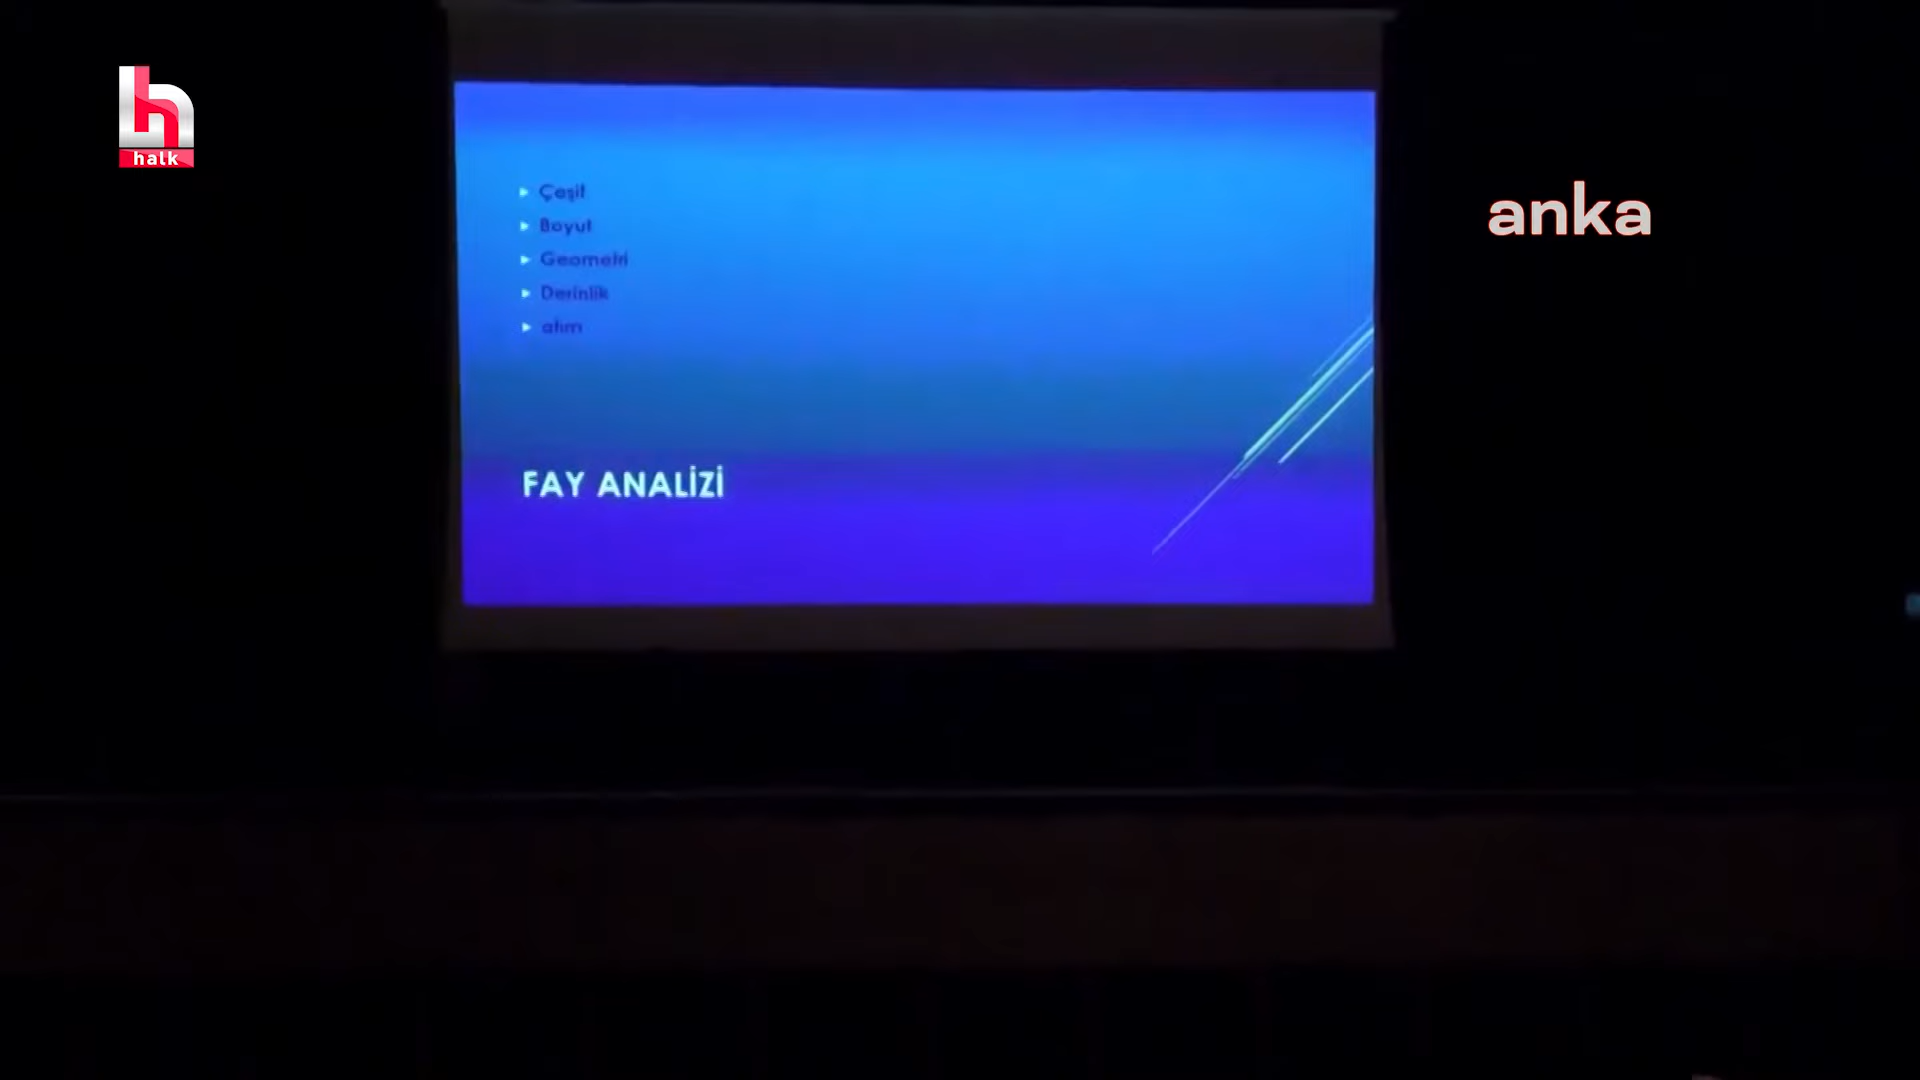 halk
anka
Çeşit
Boyut
Geometri
Derinlik
atım
FAY ANALİZİ